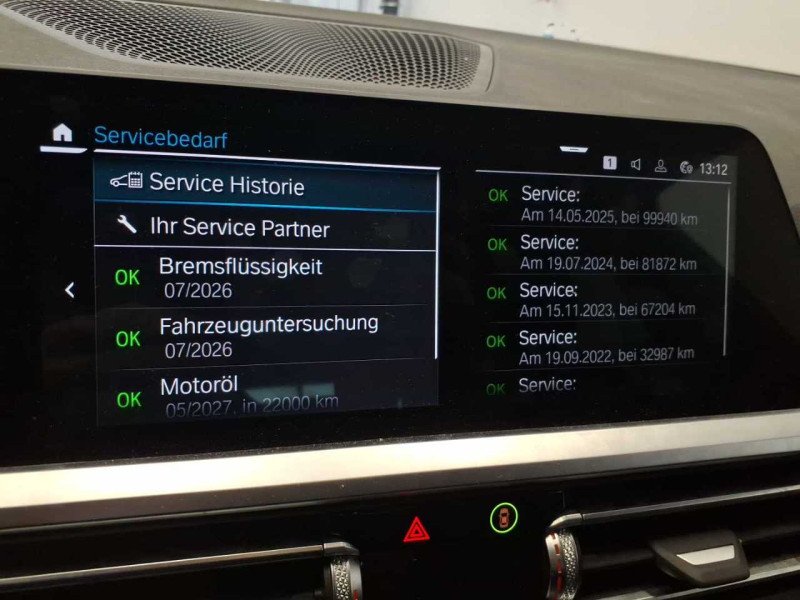 Servicebedarf
1 13:12
Service Historie
Ihr Service Partner
OK Bremsflüssigkeit
07/2026
OK Fahrzeuguntersuchung
07/2026
OK Motoröl
05/2027, in 22000 km
OK Service:
Am 14.05.2025, bei 99940 km
OK Service:
Am 19.07.2024, bei 81872 km
OK Service:
Am 15.11.2023, bei 67204 km
OK Service:
Am 19.09.2022, bei 32987 km
OK Service: